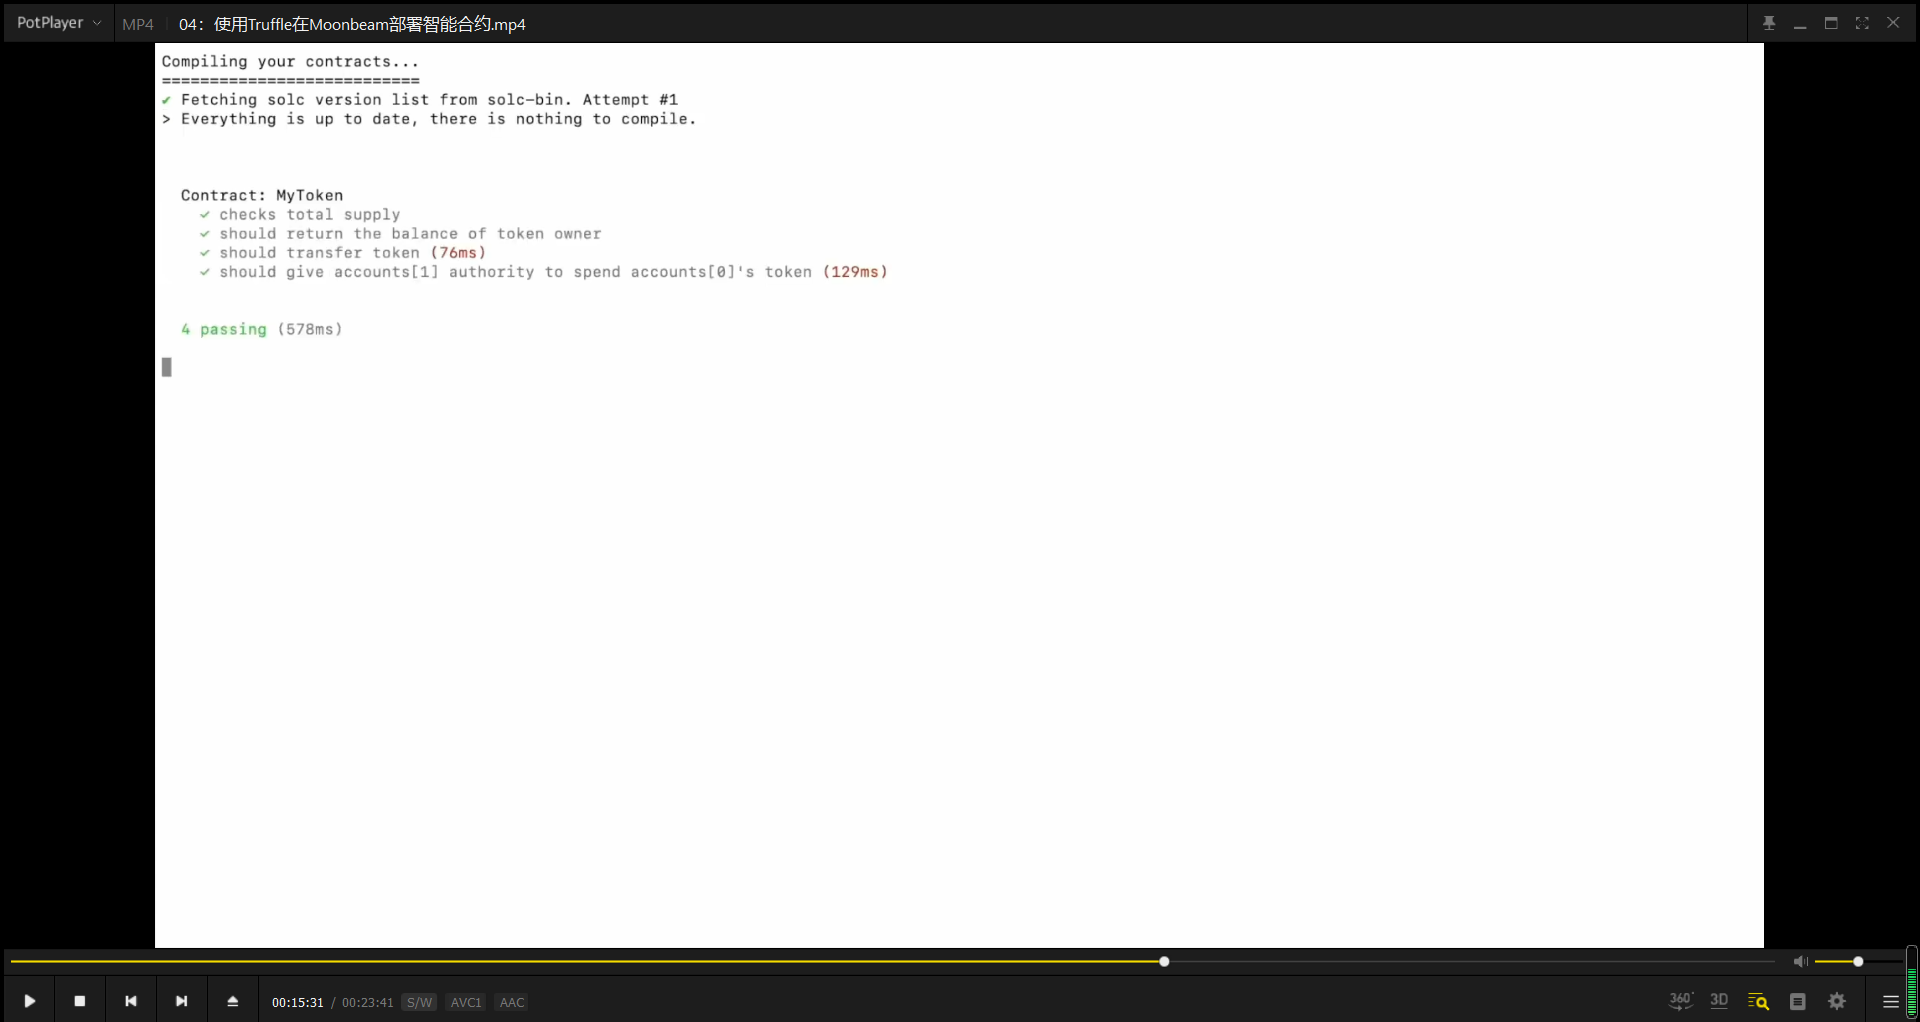 PotPlayer MP4 04：使用Truffle在Moonbeam部署智能合约.mp4
Compiling your contracts...
===========================
✔ Fetching solc version list from solc-bin. Attempt #1
> Everything is up to date, there is nothing to compile.
Contract: MyToken
✓ checks total supply
✓ should return the balance of token owner
✓ should transfer token (76ms)
✓ should give accounts[1] authority to spend accounts[0]'s token (129ms)
4 passing (578ms)
00:15:31 / 00:23:41 S/W AVC1 AAC 360° 3D